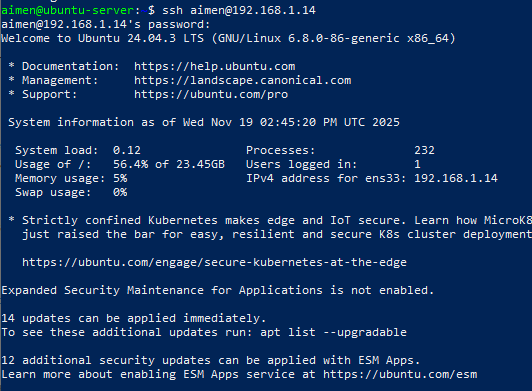 aimen@ubuntu-server: $ ssh aimen@192.168.1.14
aimen@192.168.1.14's password:
Welcome to Ubuntu 24.04.3 LTS (GNU/Linux 6.8.0-86-generic x86_64)
* Documentation: https://help.ubuntu.com
* Management: https://landscape.canonical.com
* Support: https://ubuntu.com/pro
System information as of Wed Nov 19 02:45:20 PM UTC 2025
System load: 0.12 Processes: 232
Usage of /: 56.4% of 23.45GB Users logged in: 1
Memory usage: 5% IPv4 address for ens33: 192.168.1.14
Swap usage: 0%
* Strictly confined Kubernetes makes edge and IoT secure. Learn how MicroK8
just raised the bar for easy, resilient and secure K8s cluster deployment
https://ubuntu.com/engage/secure-kubernetes-at-the-edge
Expanded Security Maintenance for Applications is not enabled.
14 updates can be applied immediately.
To see these additional updates run: apt list --upgradable
12 additional security updates can be applied with ESM Apps.
Learn more about enabling ESM Apps service at https://ubuntu.com/esm